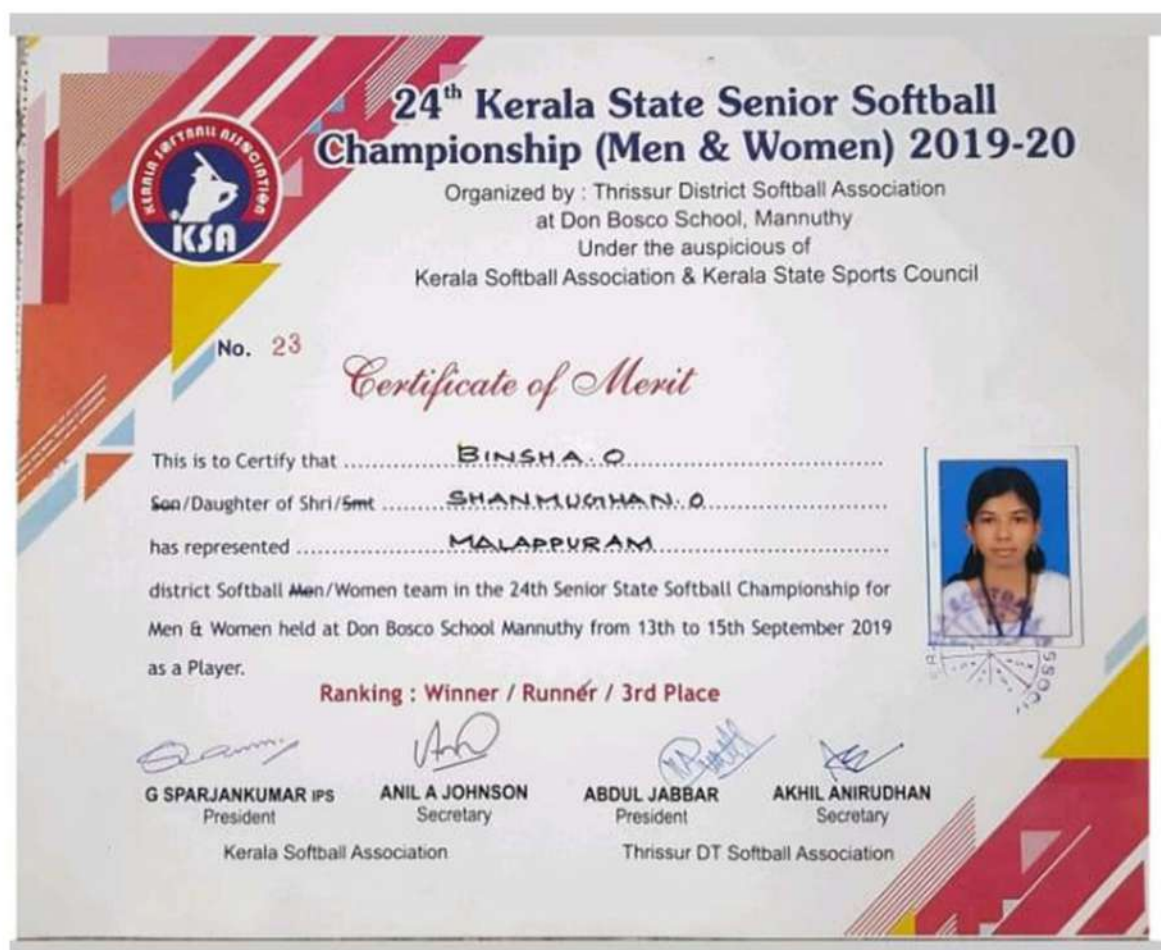 24th Kerala State Senior Softball
Championship (Men & Women) 2019-20
KERALA SOFTBALL ASSOCIATION
KSA
Organized by : Thrissur District Softball Association
at Don Bosco School, Mannuthy
Under the auspicious of
Kerala Softball Association & Kerala State Sports Council
No. 23
Certificate of Merit
This is to Certify that .................. BINSHA.O ..................
Son/Daughter of Shri/Smt .......... SHANMUGHAN.O ..................
has represented .................. MALAPPURAM ..................
district Softball Men/Women team in the 24th Senior State Softball Championship for
Men & Women held at Don Bosco School Mannuthy from 13th to 15th September 2019
as a Player.
Ranking : Winner / Runner / 3rd Place
G SPARJANKUMAR IPS ANIL A JOHNSON ABDUL JABBAR AKHIL ANIRUDHAN
President Secretary President Secretary
Kerala Softball Association Thrissur DT Softball Association